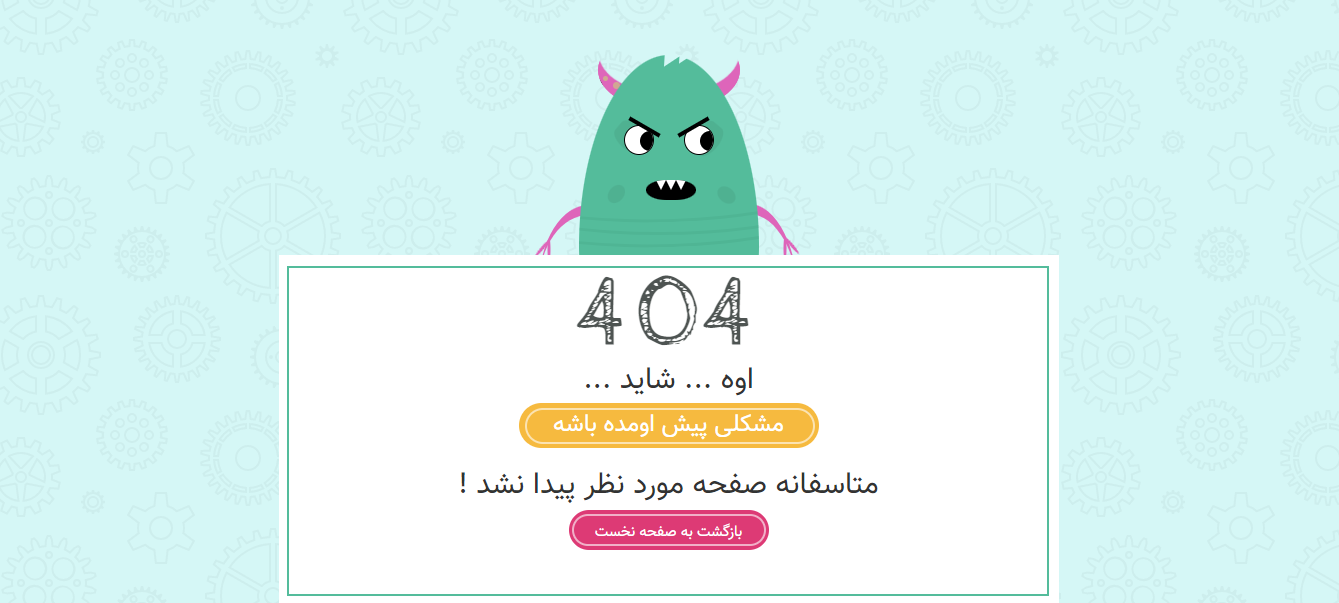 404
اوه ... شاید ...
مشکلی پیش اومده باشه
متاسفانه صفحه مورد نظر پیدا نشد !
بازگشت به صفحه نخست